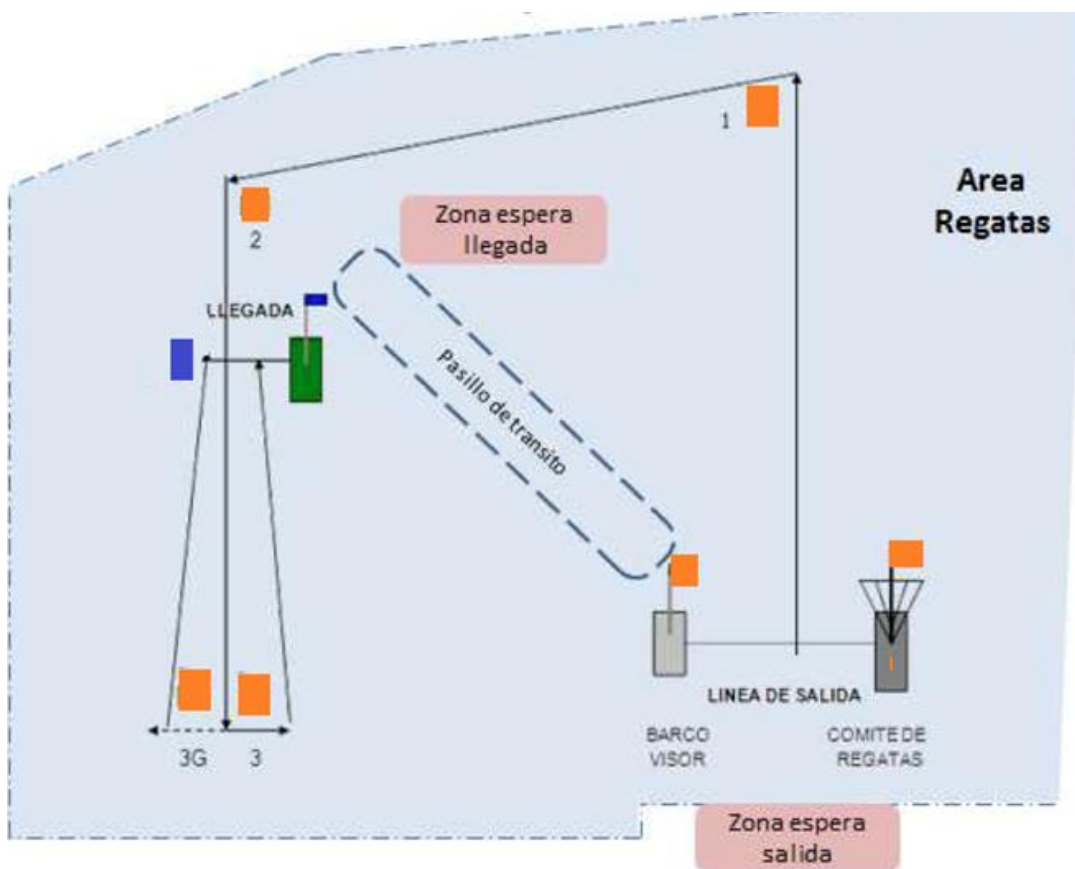 1
Area
Regatas
Zona espera
llegada
2
LLEGADA
Pasillo de transito
LINEA DE SALIDA
3G
3
BARCO
VISOR
COMITE DE
REGATAS
Zona espera
salida